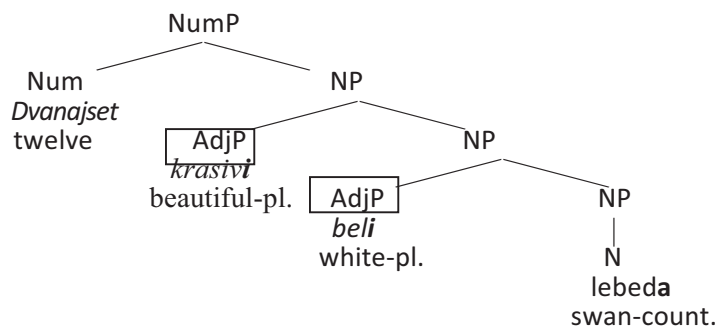 NumP
Num NP
Dvanajset
twelve AdjP NP
krasivi
beautiful-pl. AdjP NP
beli
white-pl. N
lebeda
swan-count.